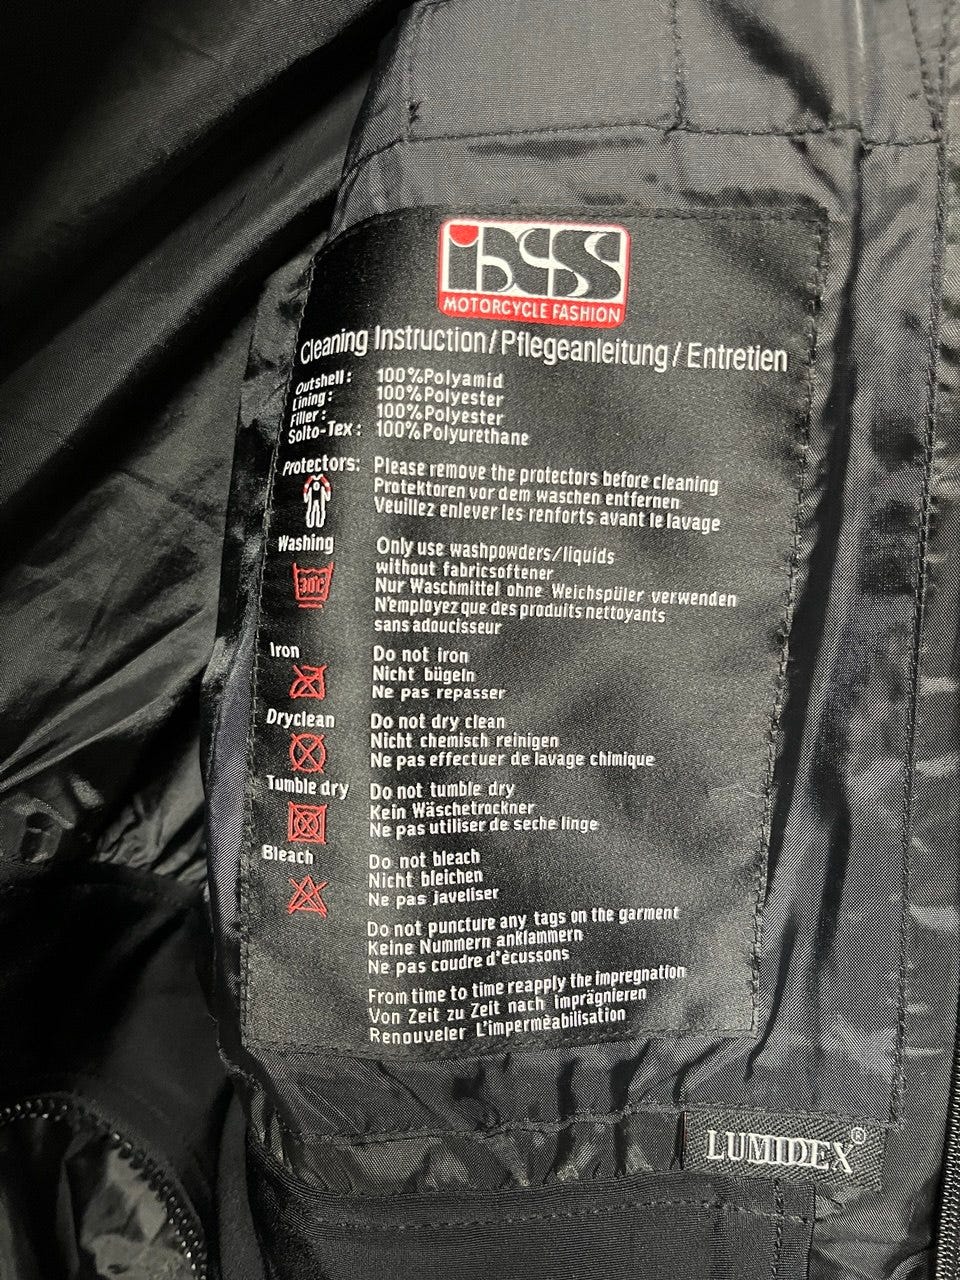 ixs
MOTORCYCLE FASHION
Cleaning Instruction/Pflegeanleitung/Entretien
Outshell: 100%Polyamid
Lining: 100%Polyester
Filler: 100%Polyester
Solto-Tex: 100%Polyurethane
Protectors: Please remove the protectors before cleaning
Protektoren vor dem waschen entfernen
Veuillez enlever les renforts avant le lavage
Washing Only use washpowders/liquids
without fabricsoftener
30C Nur Waschmittel ohne Weichspüler verwenden
N'employez que des produits nettoyants
sans adoucisseur
Iron Do not iron
Nicht bügeln
Ne pas repasser
Dryclean Do not dry clean
Nicht chemisch reinigen
Ne pas effectuer de lavage chimique
Tumble dry Do not tumble dry
Kein Wäschetrockner
Ne pas utiliser de seche linge
Bleach Do not bleach
Nicht bleichen
Ne pas javeliser
Do not puncture any tags on the garment
Keine Nummern anklammern
Ne pas coudre d'ècussons
From time to time reapply the impregnation
Von Zeit zu Zeit nach imprägnieren
Renouveler L'impermèabilisation
LUMIDEX®